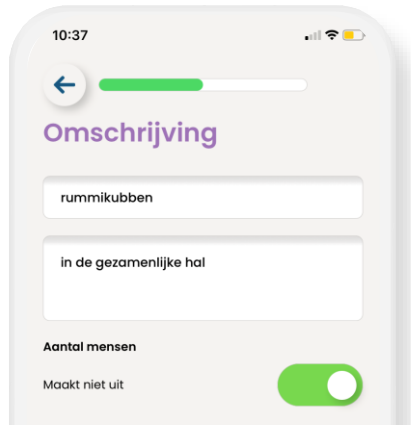 10:37
Omschrijving
rummikubben
in de gezamenlijke hal
Aantal mensen
Maakt niet uit